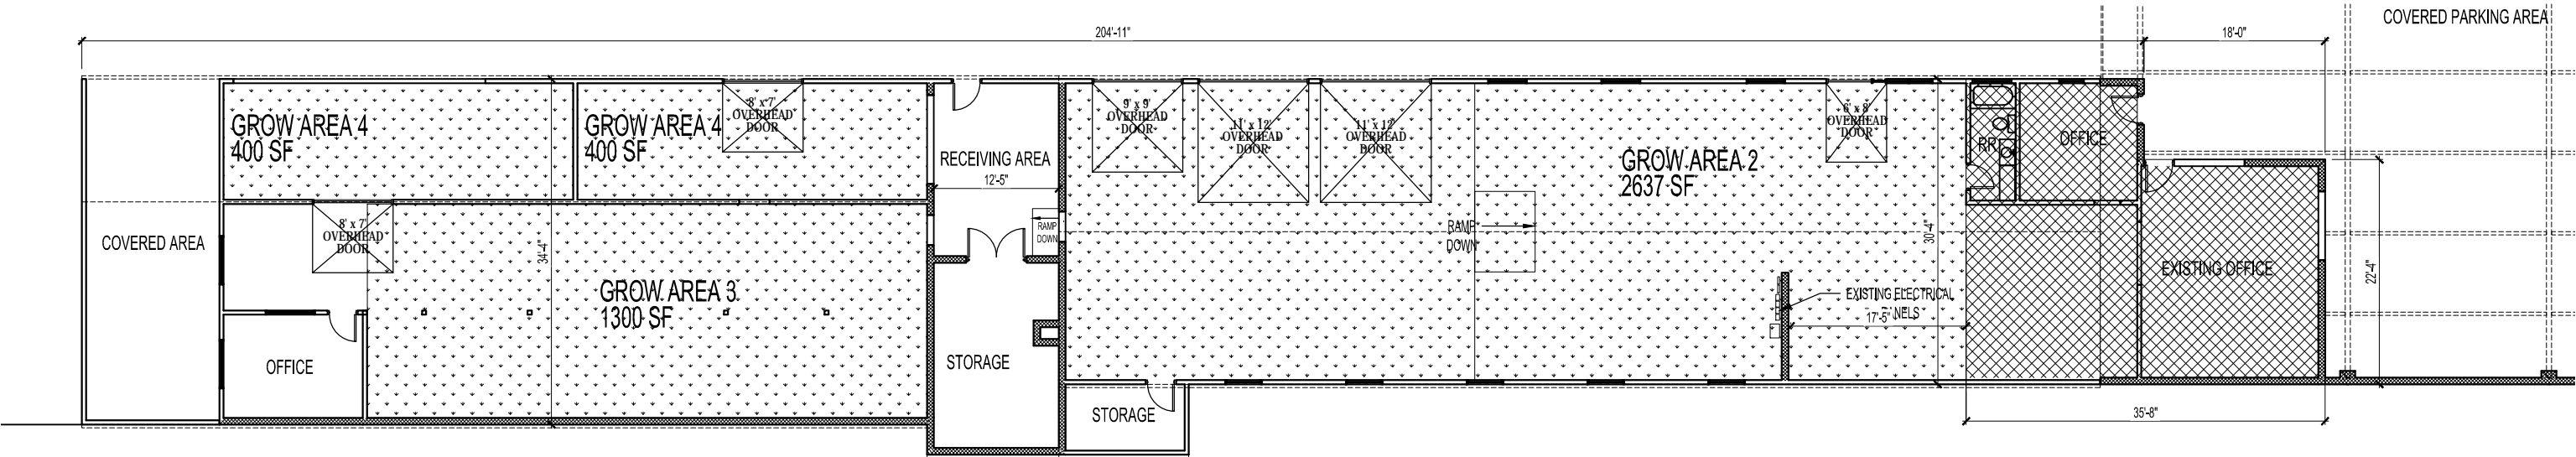 COVERED PARKING AREA
204'-11"
18'-0"
GROW AREA 4
400 SF
GROW AREA 4
400 SF
8' x 7'
OVERHEAD
DOOR
RECEIVING AREA
12'-5"
9' x 9'
OVERHEAD
DOOR
11' x 12'
OVERHEAD
DOOR
11' x 12'
OVERHEAD
DOOR
GROW AREA 2
2637 SF
6' x 8'
OVERHEAD
DOOR
RR
OFFICE
COVERED AREA
8' x 7'
OVERHEAD
DOOR
34'-4"
RAMP
DOWN
RAMP
DOWN
30'-4"
EXISTING OFFICE
22'-4"
GROW AREA 3
1300 SF
EXISTING ELECTRICAL
NELS
17'-5"
OFFICE
STORAGE
STORAGE
35'-8"